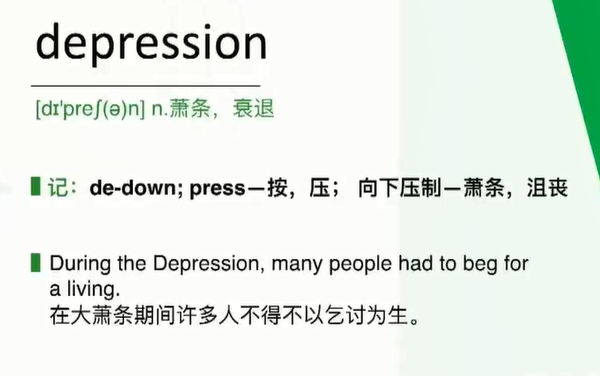 depression
[dɪ'preʃ(ə)n] n.萧条，衰退
记：de-down; press—按，压； 向下压制—萧条，沮丧
During the Depression, many people had to beg for
a living.
在大萧条期间许多人不得不以乞讨为生。